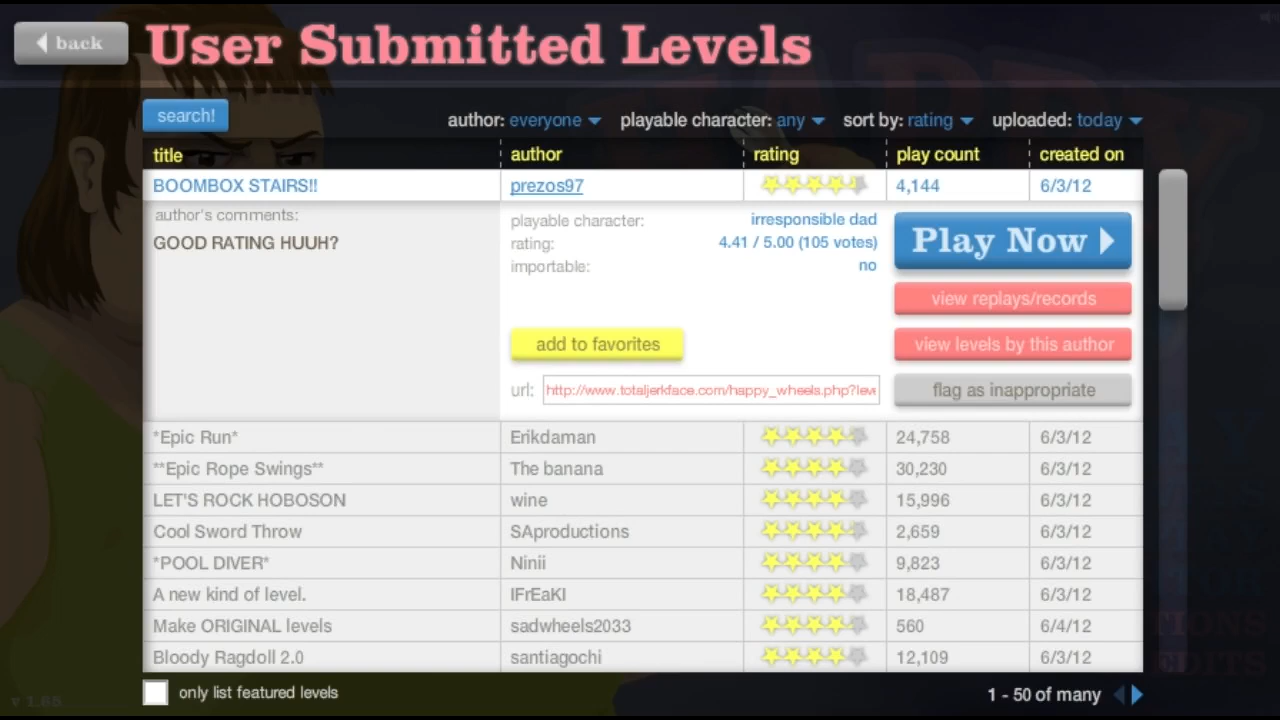 back
User Submitted Levels
search!
author: everyone playable character: any sort by: rating uploaded: today
title author rating play count created on
BOOMBOX STAIRS!! prezos97 4,144 6/3/12
author's comments:
GOOD RATING HUUH?
playable character: irresponsible dad
rating: 4.41 / 5.00 (105 votes)
importable: no
Play Now
view replays/records
add to favorites
view levels by this author
url: http://www.totaljerkface.com/happy_wheels.php?leve
flag as inappropriate
*Epic Run* Erikdaman 24,758 6/3/12
**Epic Rope Swings** The banana 30,230 6/3/12
LET'S ROCK HOBOSON wine 15,996 6/3/12
Cool Sword Throw SAproductions 2,659 6/3/12
*POOL DIVER* Ninii 9,823 6/3/12
A new kind of level. IFrEaKI 18,487 6/3/12
Make ORIGINAL levels sadwheels2033 560 6/4/12
Bloody Ragdoll 2.0 santiagochi 12,109 6/3/12
only list featured levels
1 - 50 of many
v 1.65